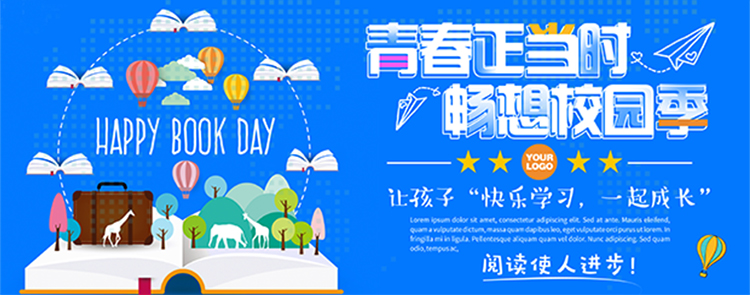 HAPPY BOOK DAY
青春正当时
畅想校园季
YOUR
LOGO
让孩子“快乐学习，一起成长”
Lorem ipsum dolor sit amet, consectetur adipiscing elit. Sed at ante. Mauris eleifend, quam a vulputate dictum, massa quam dapibus leo, eget vulputate orci purus ut lorem. In fringilla mi in ligula. Pellentesque aliquam quam vel dolor. Nunc adipiscing. Sed quam odio, tempus ac,
阅读使人进步!